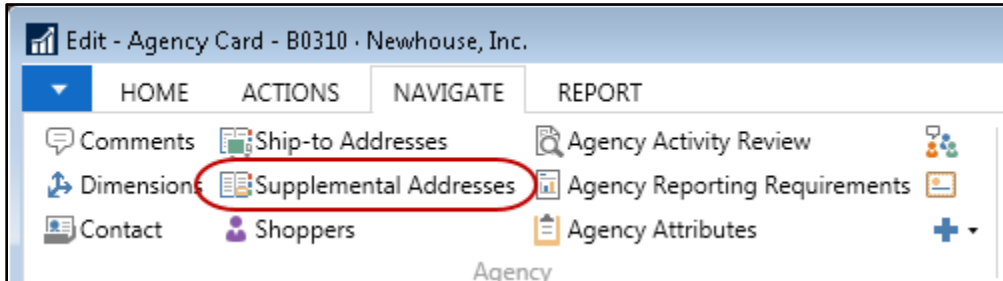 Edit - Agency Card - B0310 · Newhouse, Inc.
HOME ACTIONS NAVIGATE REPORT
Comments Ship-to Addresses Agency Activity Review
Dimensions Supplemental Addresses Agency Reporting Requirements
Contact Shoppers Agency Attributes
Agency